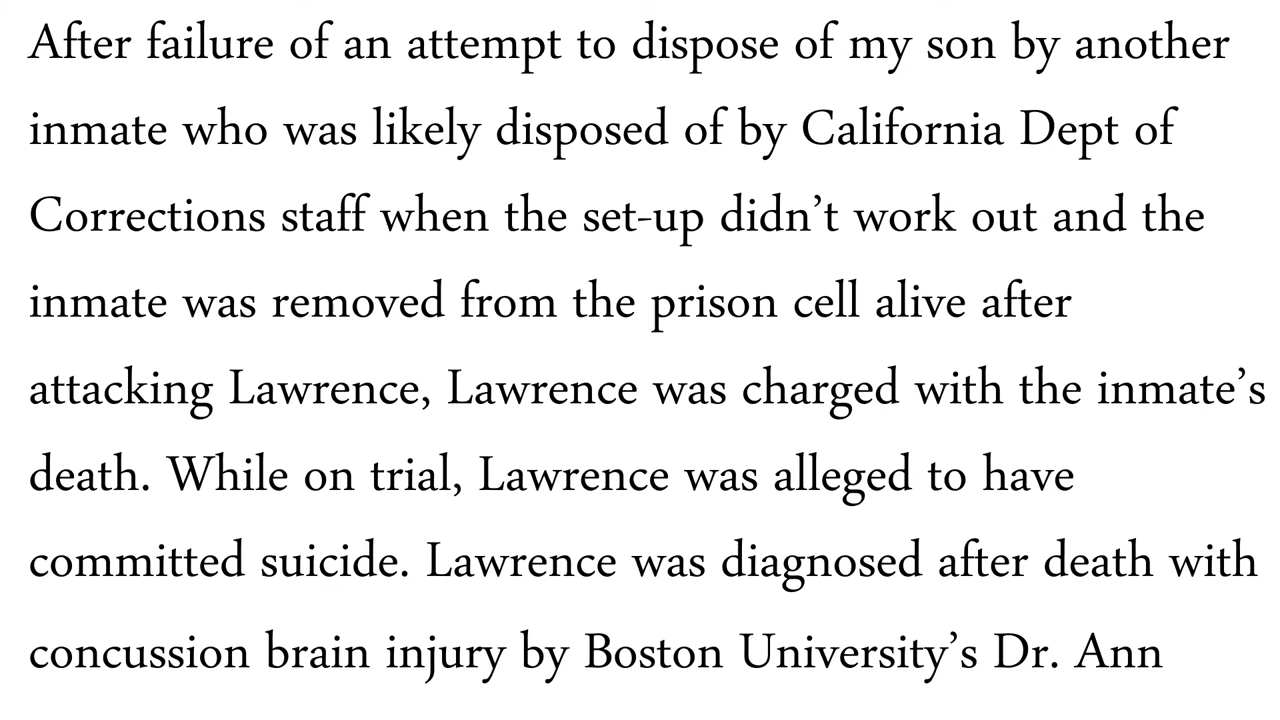 After failure of an attempt to dispose of my son by another
inmate who was likely disposed of by California Dept of
Corrections staff when the set-up didn’t work out and the
inmate was removed from the prison cell alive after
attacking Lawrence, Lawrence was charged with the inmate’s
death. While on trial, Lawrence was alleged to have
committed suicide. Lawrence was diagnosed after death with
concussion brain injury by Boston University’s Dr. Ann